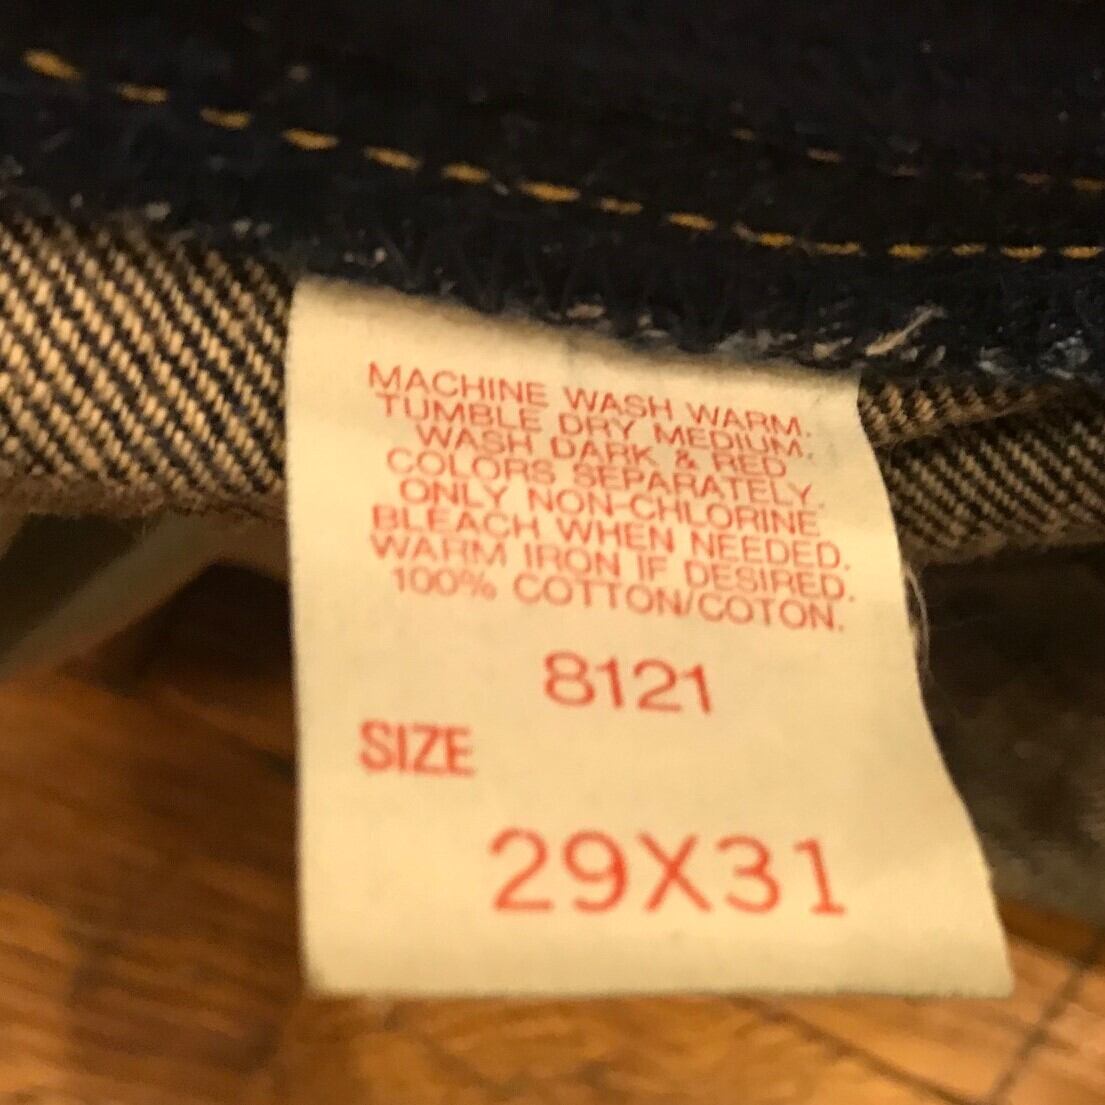 MACHINE WASH WARM.
TUMBLE DRY MEDIUM.
WASH DARK & RED
COLORS SEPARATELY.
ONLY NON-CHLORINE
BLEACH WHEN NEEDED.
WARM IRON IF DESIRED.
100% COTTON/COTON.
8121
SIZE
29X31